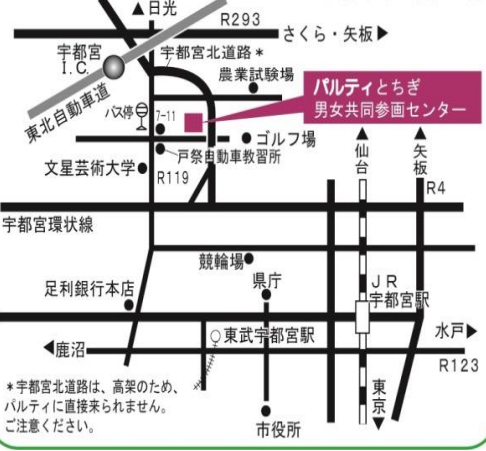 ▲日光
R293
さくら・矢板▶
宇都宮
I.C.
宇都宮北道路*
農業試験場
東北自動車道
バス停
7-11
パルティとちぎ
男女共同参画センター
ゴルフ場
戸祭自動車教習所
文星芸術大学
R119
▲仙台
▲矢板
R4
宇都宮環状線
競輪場
県庁
足利銀行本店
JR
宇都宮駅
東武宇都宮駅
水戸▶
◀鹿沼
R123
*宇都宮北道路は、高架のため、
パルティに直接来られません。
ご注意ください。
市役所
東京▼